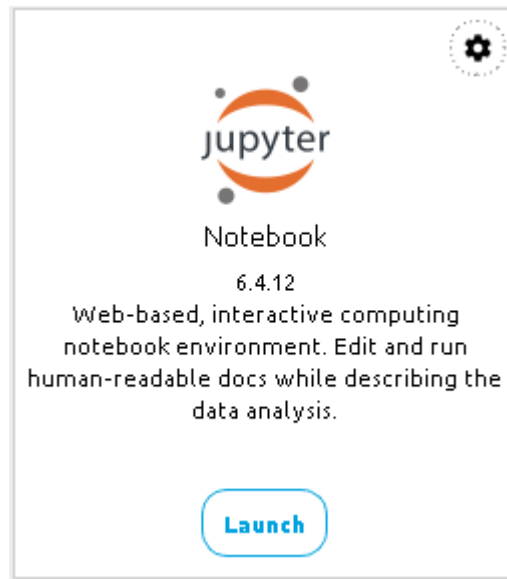 jupyter
Notebook
6.4.12
Web-based, interactive computing
notebook environment. Edit and run
human-readable docs while describing the
data analysis.
Launch